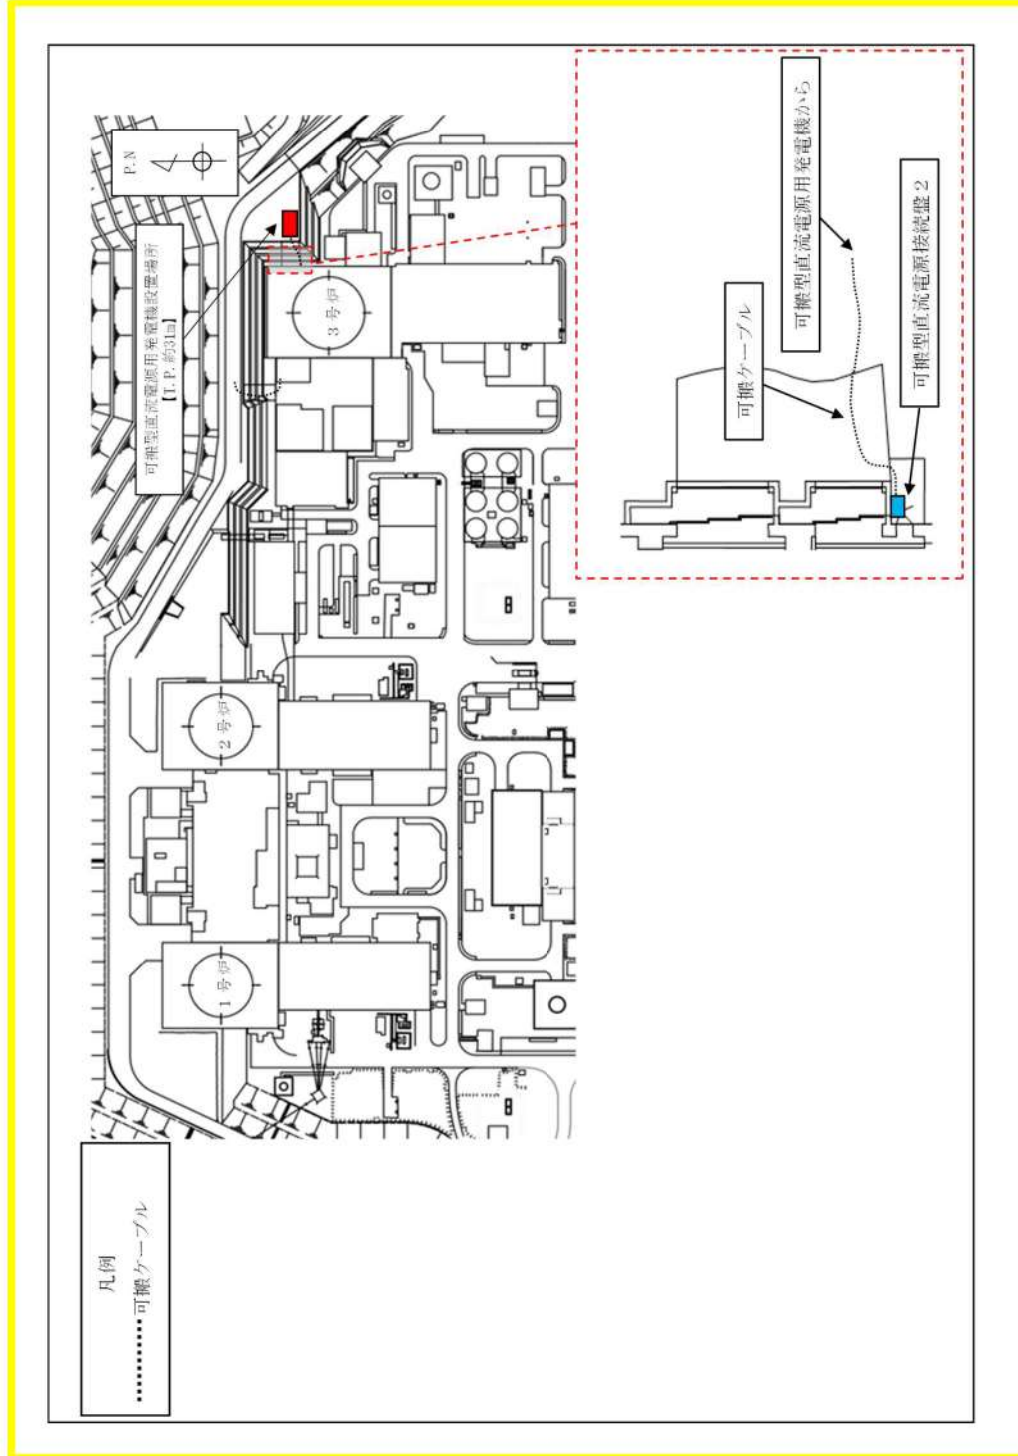 凡例
可搬ケーブル
P.N
可搬型直流電源用発電機設置場所
【T.P.約31m】
1号炉
2号炉
3号炉
可搬ケーブル
可搬型直流電源用発電機から
可搬型直流電源接続盤2